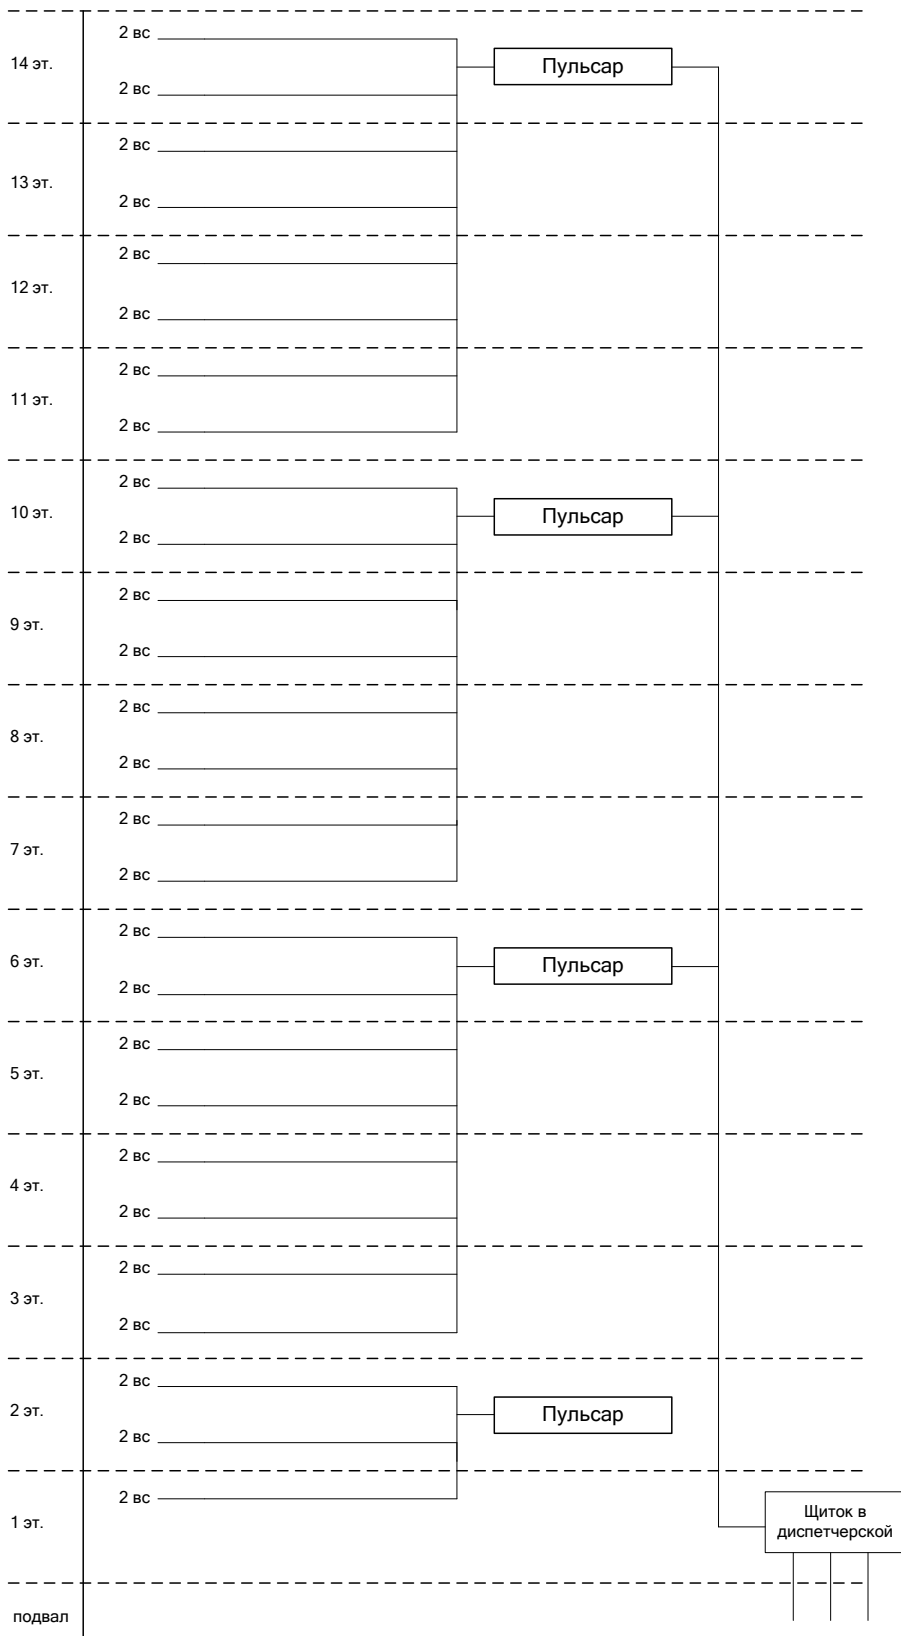 2 вс
14 эт.
Пульсар
2 вс
2 вс
13 эт.
2 вс
2 вс
12 эт.
2 вс
2 вс
11 эт.
2 вс
2 вс
10 эт.
Пульсар
2 вс
2 вс
9 эт.
2 вс
2 вс
8 эт.
2 вс
2 вс
7 эт.
2 вс
2 вс
6 эт.
Пульсар
2 вс
2 вс
5 эт.
2 вс
2 вс
4 эт.
2 вс
2 вс
3 эт.
2 вс
2 вс
2 эт.
Пульсар
2 вс
2 вс
1 эт.
Щиток в
диспетчерской
подвал